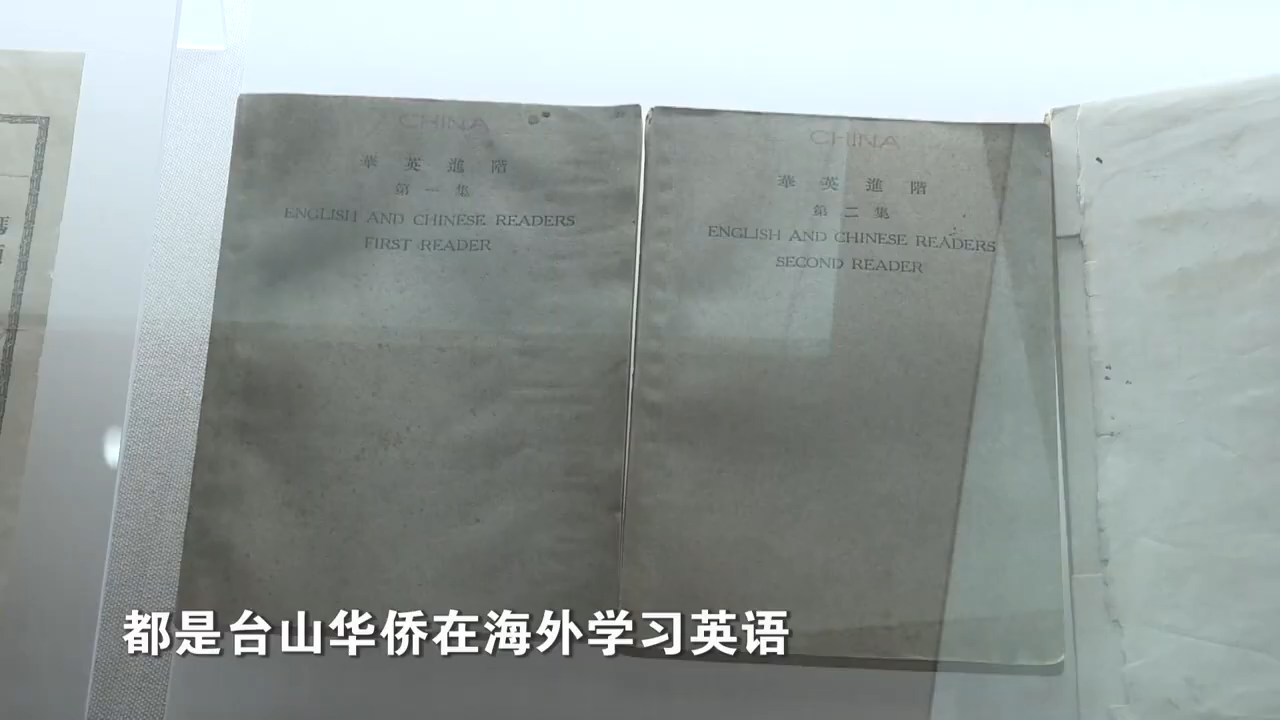 CHINA
華英進階
第一集
ENGLISH AND CHINESE READERS
FIRST READER
CHINA
華英進階
第二集
ENGLISH AND CHINESE READERS
SECOND READER
都是台山华侨在海外学习英语